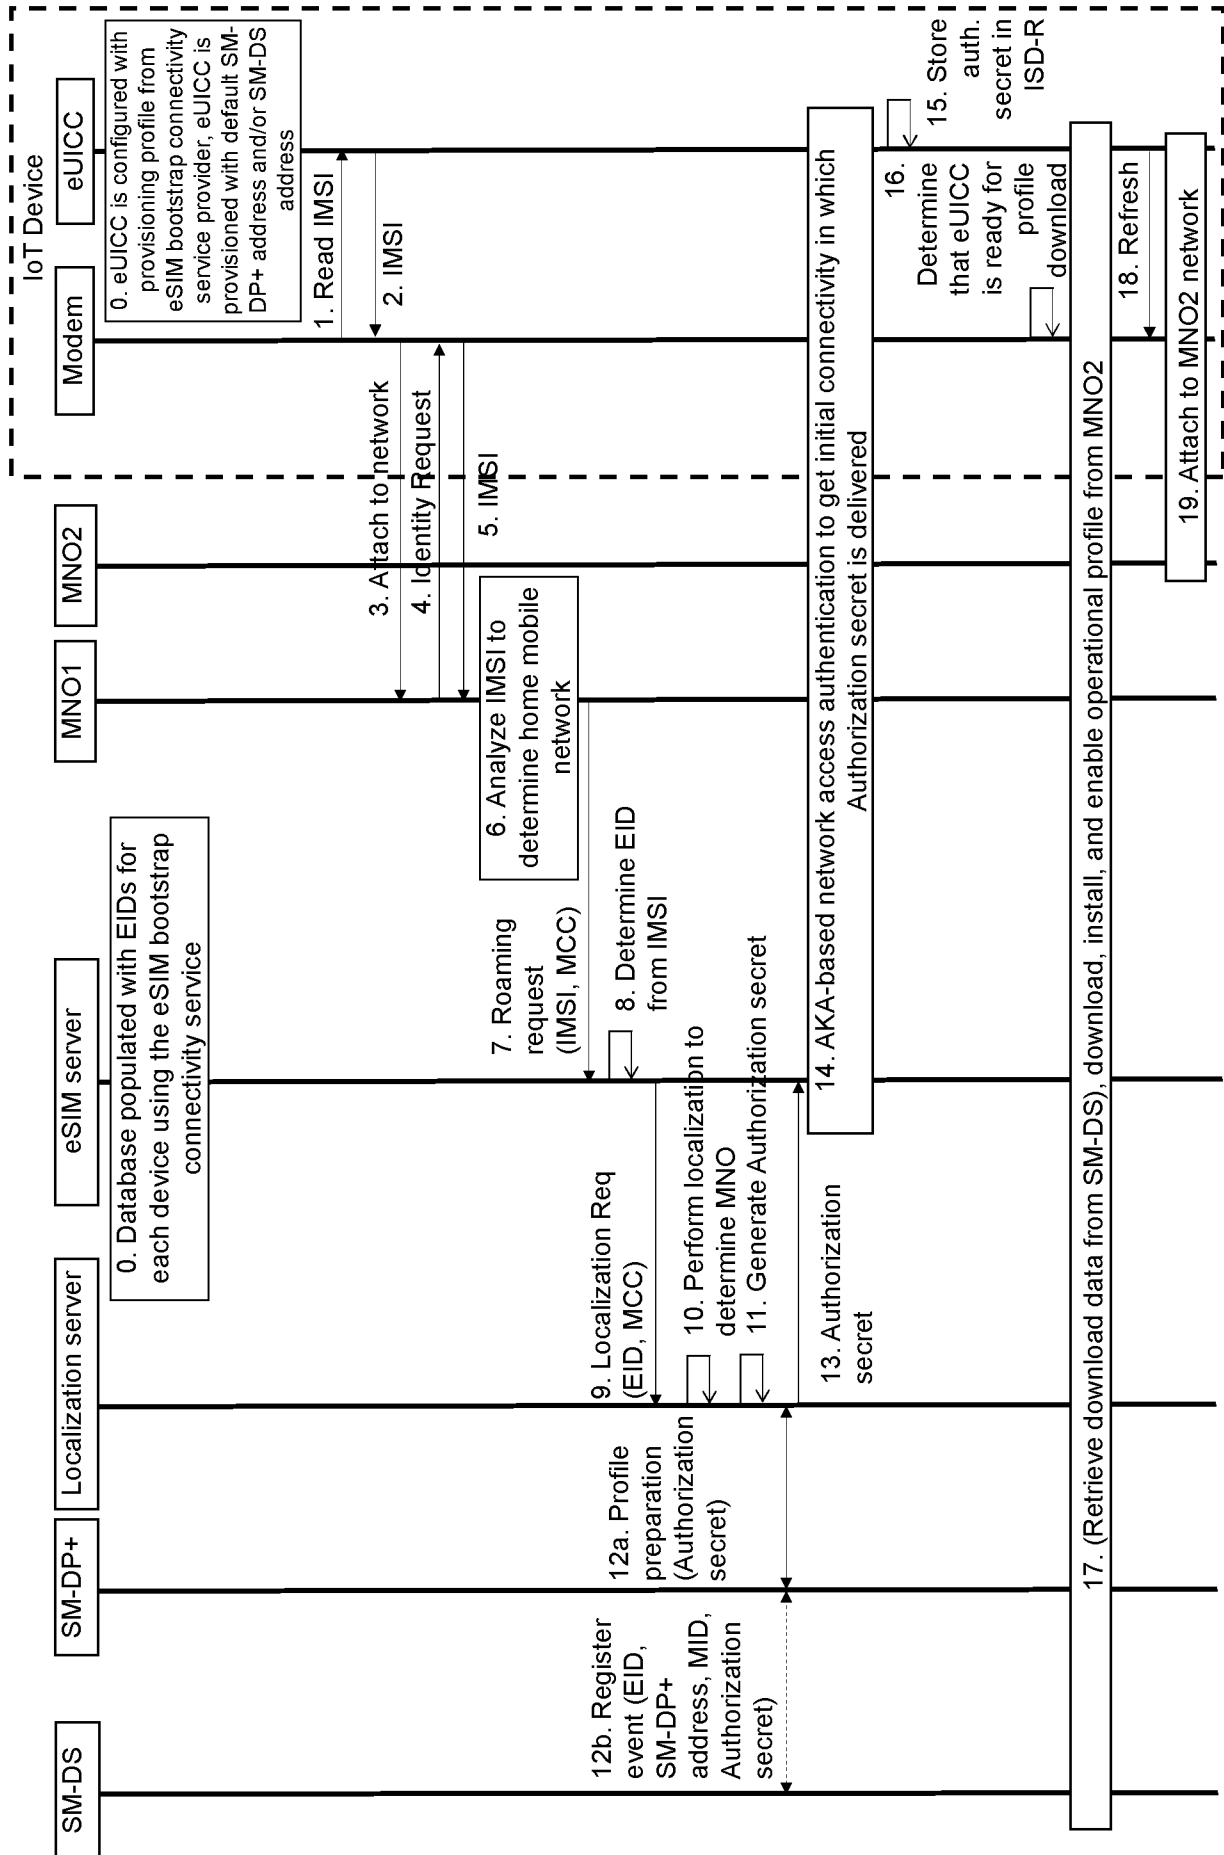 IoT Device
SM-DS
SM-DP+
Localization server
eSIM server
MNO1
MNO2
Modem
eUICC
0. Database populated with EIDs for
each device using the eSIM bootstrap
connectivity service
0. eUICC is configured with
provisioning profile from
eSIM bootstrap connectivity
service provider, eUICC is
provisioned with default SM-
DP+ address and/or SM-DS
address
1. Read IMSI
2. IMSI
3. Attach to network
4. Identity Request
5. IMSI
6. Analyze IMSI to
determine home mobile
network
7. Roaming
request
(IMSI, MCC)
8. Determine EID
from IMSI
9. Localization Req
(EID, MCC)
10. Perform localization to
determine MNO
11. Generate Authorization secret
12a. Profile
preparation
(Authorization
secret)
12b. Register
event (EID,
SM-DP+
address, MID,
Authorization
secret)
13. Authorization
secret
14. AKA-based network access authentication to get initial connectivity in which
Authorization secret is delivered
15. Store
auth.
secret in
ISD-R
16.
Determine
that eUICC
is ready for
profile
download
17. (Retrieve download data from SM-DS), download, install, and enable operational profile from MNO2
18. Refresh
19. Attach to MNO2 network